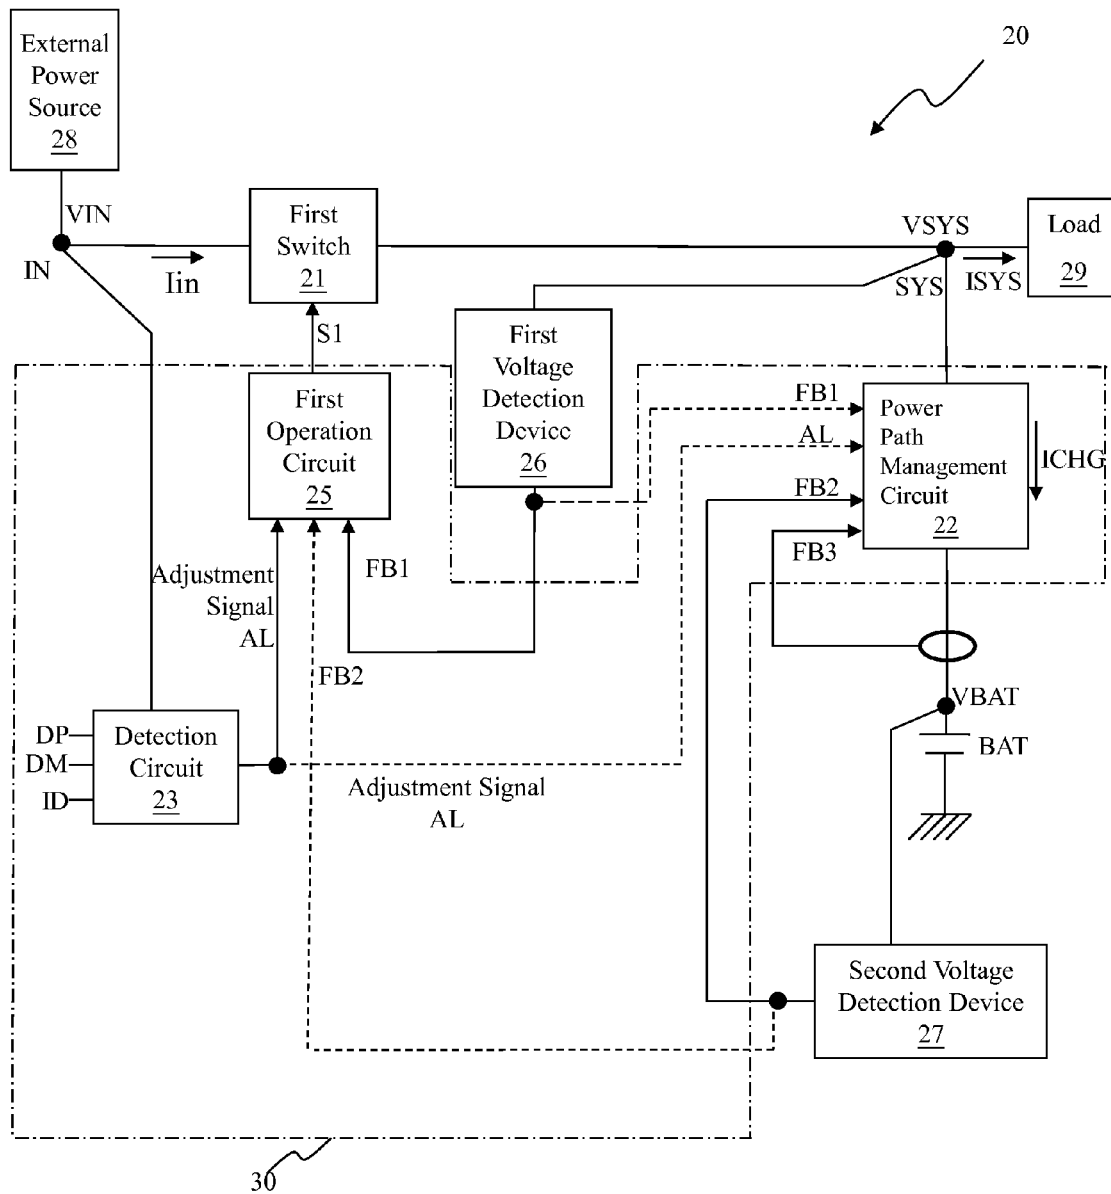 External
Power
Source
28
20
VIN
IN
Iin
First
Switch
21
VSYS
SYS
ISYS
Load
29
S1
First
Operation
Circuit
25
First
Voltage
Detection
Device
26
FB1
AL
FB2
FB3
Power
Path
Management
Circuit
22
ICHG
Adjustment
Signal
AL
FB1
FB2
VBAT
BAT
DP
DM
ID
Detection
Circuit
23
Adjustment Signal
AL
Second Voltage
Detection Device
27
30